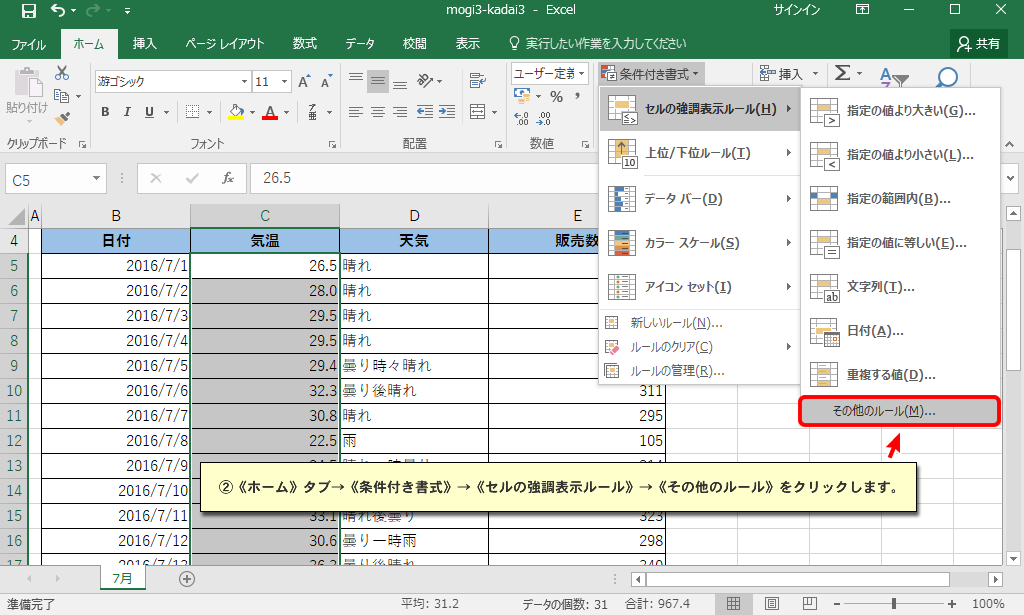 mogi3-kadai3 - Excel
サインイン
ファイル ホーム 挿入 ページ レイアウト 数式 データ 校閲 表示 実行したい作業を入力してください 共有
貼り付け
游ゴシック 11
B I U A
ユーザー定義
% ,
条件付き書式
挿入
クリップボード フォント 配置 数値
C5 fx 26.5
セルの強調表示ルール(H)
上位/下位ルール(T)
データ バー(D)
カラー スケール(S)
アイコン セット(I)
新しいルール(N)...
ルールのクリア(C)
ルールの管理(R)...
指定の値より大きい(G)...
指定の値より小さい(L)...
指定の範囲内(B)...
指定の値に等しい(E)...
文字列(T)...
日付(A)...
重複する値(D)...
その他のルール(M)...
A B C D E
4 日付 気温 天気 販売数
5 2016/7/1 26.5 晴れ
6 2016/7/2 28.0 晴れ
7 2016/7/3 29.5 晴れ
8 2016/7/4 29.5 晴れ
9 2016/7/5 29.4 曇り時々晴れ
10 2016/7/6 32.3 曇り後晴れ 311
11 2016/7/7 30.8 晴れ 295
12 2016/7/8 22.5 雨 105
13 2016/7/9
②《ホーム》タブ→《条件付き書式》→《セルの強調表示ルール》→《その他のルール》をクリックします。
14 2016/7/10
15 2016/7/11 33.1 晴れ後曇り 323
16 2016/7/12 30.6 曇り一時雨 298
17 2016/7/13 曇り後晴れ
7月
準備完了 平均: 31.2 データの個数: 31 合計: 967.4 100%